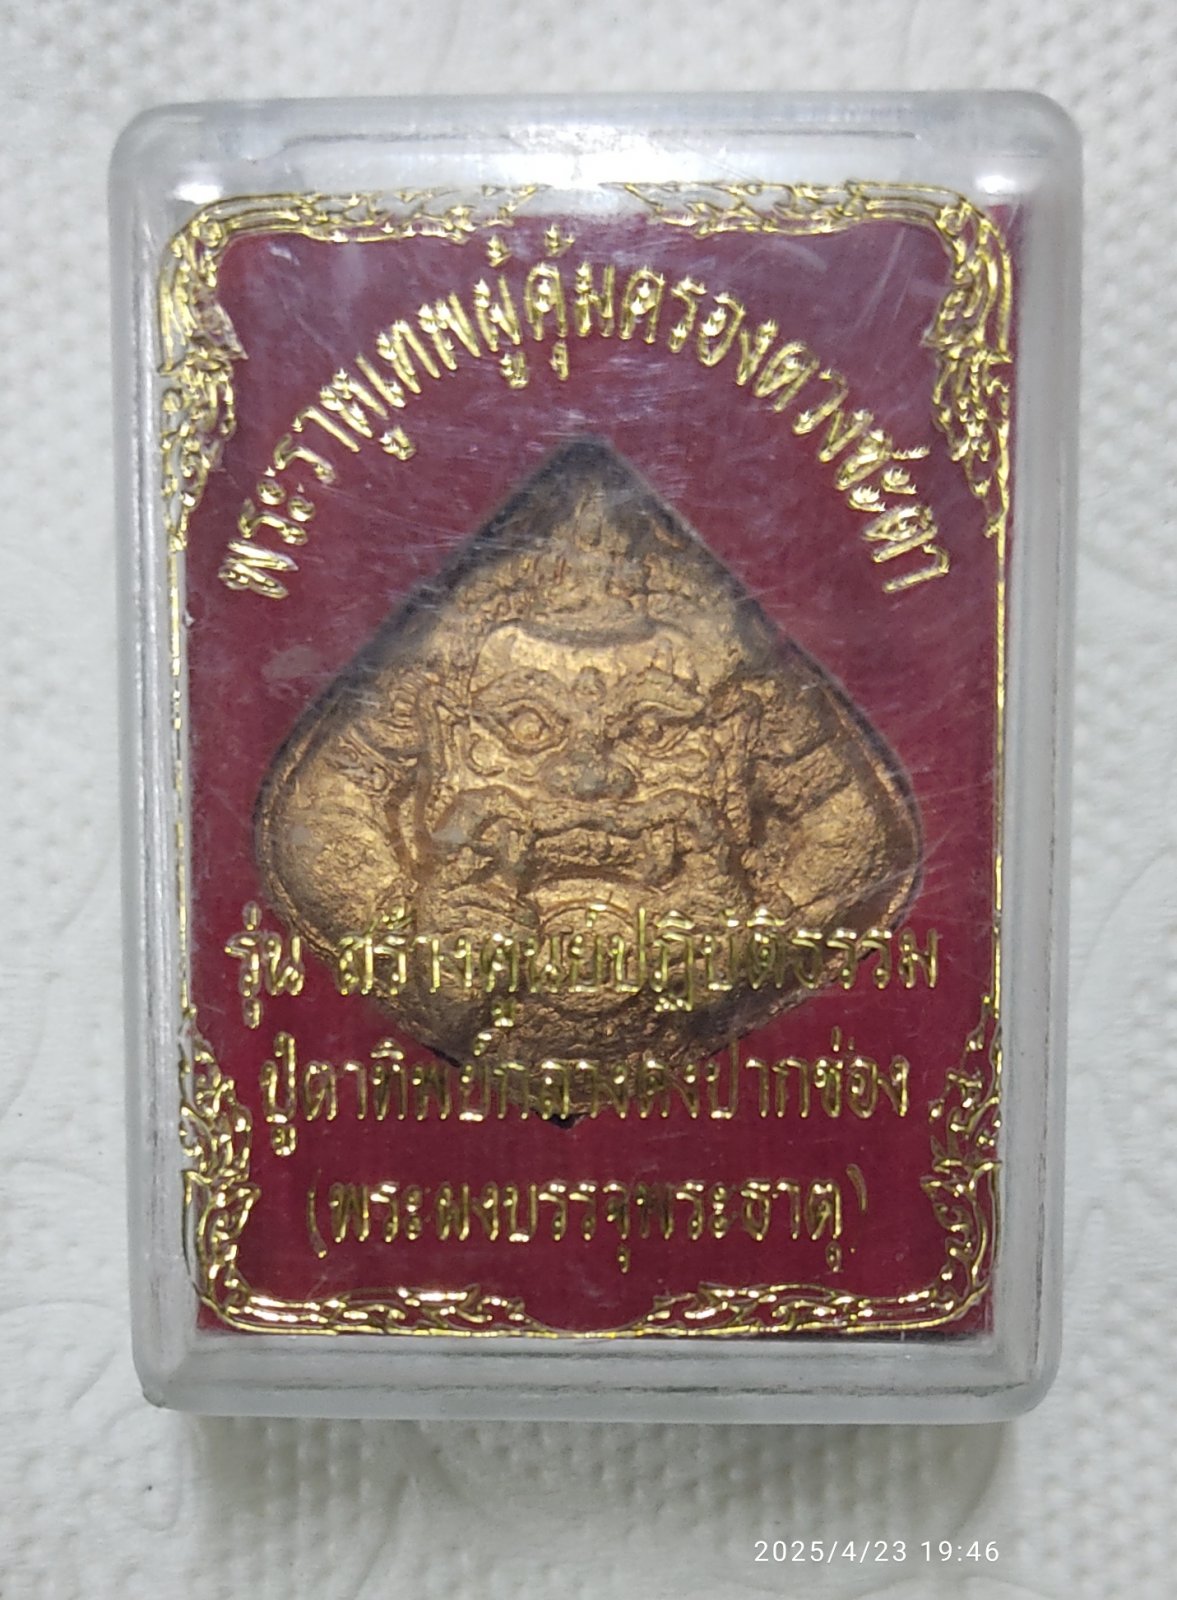 พระราหูเทพผู้คุ้มครองดวงชะตา
รุ่น สร้างศูนย์ปฏิบัติธรรม
ปู่ตาทิพย์กลางดงปากช่อง
(พระผงบรรจุพระธาตุ)
2025/4/23 19:46